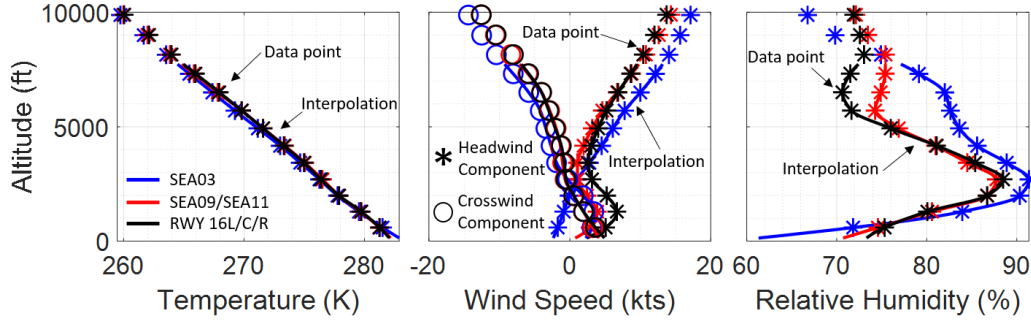 10000
5000
0
Altitude (ft)
Data point
Interpolation
SEA03
SEA09/SEA11
RWY 16L/C/R
260
270
280
Temperature (K)
Data point
Headwind
Component
Interpolation
Crosswind
Component
-20
0
20
Wind Speed (kts)
Data point
Interpolation
60
70
80
90
Relative Humidity (%)